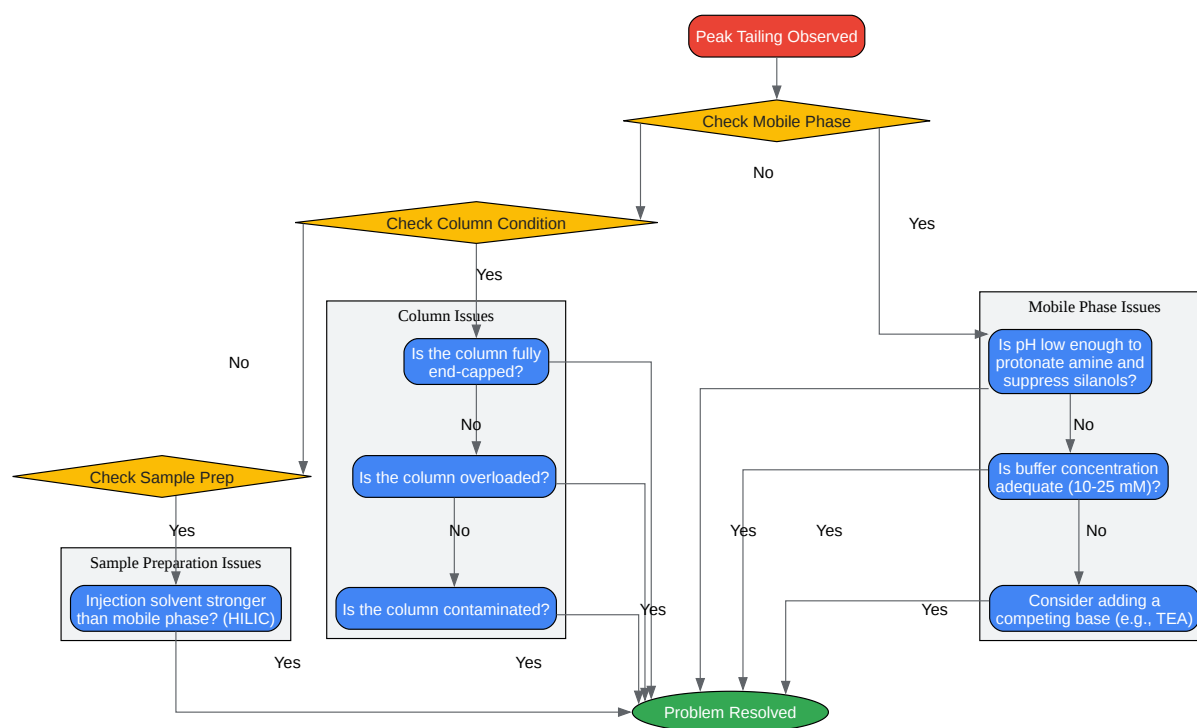 Peak Tailing Observed
Check Mobile Phase
No
Check Column Condition
Yes
Yes
Column Issues
Mobile Phase Issues
Is the column fully
end-capped?
Is pH low enough to
protonate amine and
suppress silanols?
No
No
No
Check Sample Prep
Is the column overloaded?
Is buffer concentration
adequate (10-25 mM)?
Yes
No
Yes
Yes
No
Sample Preparation Issues
Injection solvent stronger
than mobile phase? (HILIC)
Is the column contaminated?
Yes
Yes
Consider adding a
competing base (e.g., TEA)
Yes
Yes
Problem Resolved